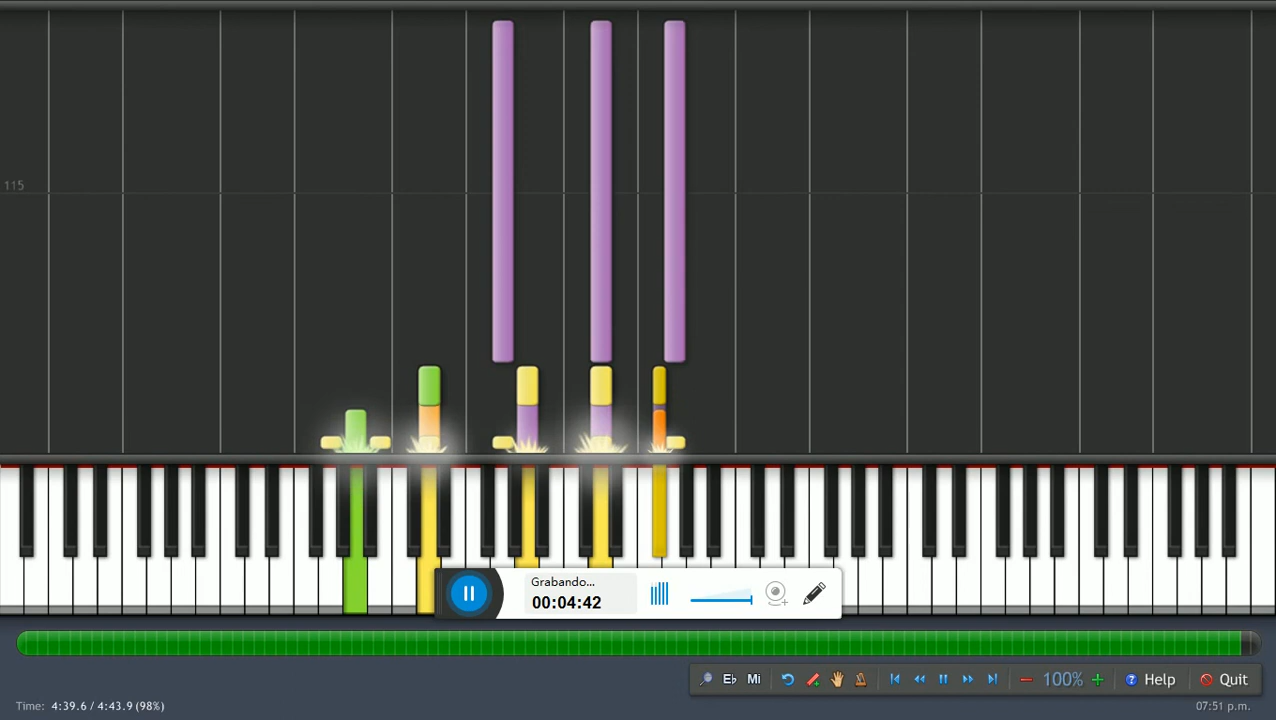 115
Grabando...
00:04:42
Eb Mi
100%
Help
Quit
Time: 4:39.6 / 4:43.9 (98%)
07:51 p.m.